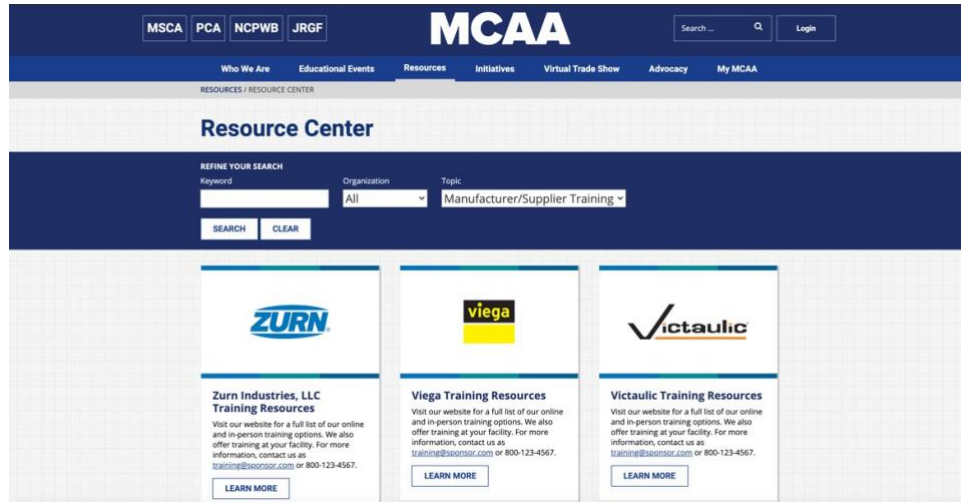 MSCA PCA NCPWB JRGF
MCAA
Search ...
Login
Who We Are Educational Events Resources Initiatives Virtual Trade Show Advocacy My MCAA
RESOURCES / RESOURCE CENTER
Resource Center
REFINE YOUR SEARCH
Keyword Organization Topic
All Manufacturer/Supplier Training
SEARCH CLEAR
ZURN
viega
Victaulic
Zurn Industries, LLC
Training Resources
Visit our website for a full list of our online
and in-person training options. We also
offer training at your facility. For more
information, contact us as
training@sponsor.com or 800-123-4567.
LEARN MORE
Viega Training Resources
Visit our website for a full list of our online
and in-person training options. We also
offer training at your facility. For more
information, contact us as
training@sponsor.com or 800-123-4567.
LEARN MORE
Victaulic Training Resources
Visit our website for a full list of our online
and in-person training options. We also
offer training at your facility. For more
information, contact us as
training@sponsor.com or 800-123-4567.
LEARN MORE